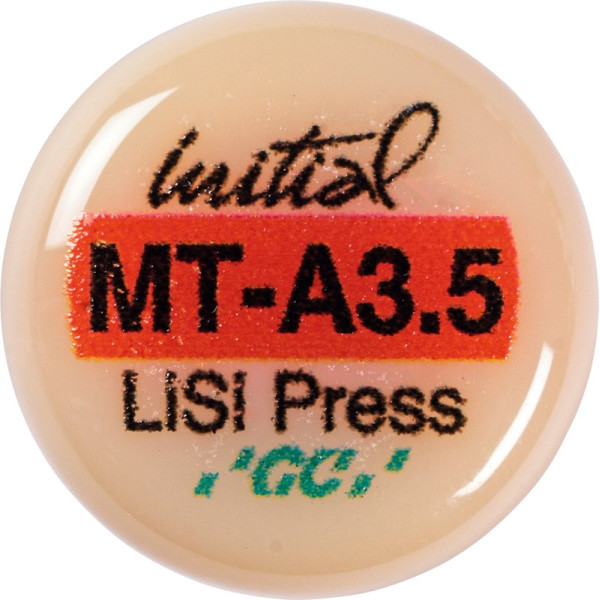 initial
MT-A3.5
LiSi Press
GC